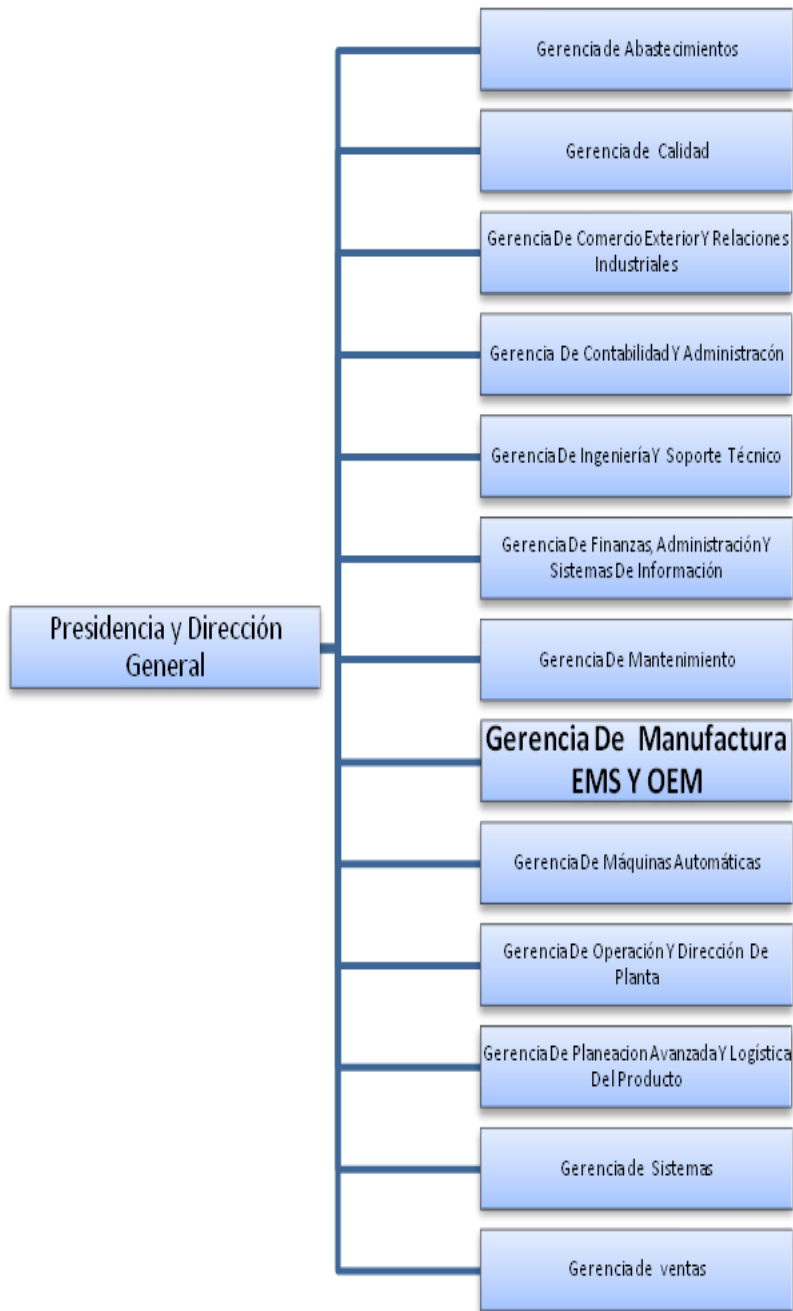 Gerencia de Abastecimientos
Gerencia de Calidad
Gerencia De Comercio Exterior Y Relaciones
Industriales
Gerencia De Contabilidad Y Administracón
Gerencia De Ingeniería Y Soporte Técnico
Gerencia De Finanzas, Administración Y
Sistemas De Información
Presidencia y Dirección
General
Gerencia De Mantenimiento
Gerencia De Manufactura
EMS Y OEM
Gerencia De Máquinas Automáticas
Gerencia De Operación Y Dirección De
Planta
Gerencia De Planeacion Avanzada Y Logística
Del Producto
Gerencia de Sistemas
Gerencia de ventas